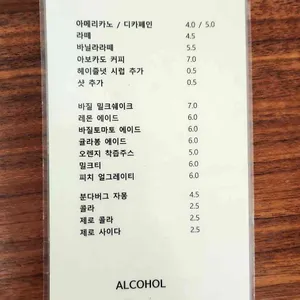 아메리카노 / 디카페인 4.0 / 5.0
라떼 4.5
바닐라라떼 5.5
아보카도 커피 7.0
헤이즐넛 시럽 추가 0.5
샷 추가 0.5
바질 밀크쉐이크 7.0
레몬 에이드 6.0
바질토마토 에이드 6.0
귤라봉 에이드 6.0
오렌지 착즙주스 5.0
밀크티 6.0
피치 얼그레이티 6.0
분다버그 자몽 4.5
콜라 2.5
제로 콜라 2.5
제로 사이다 2.5
ALCOHOL